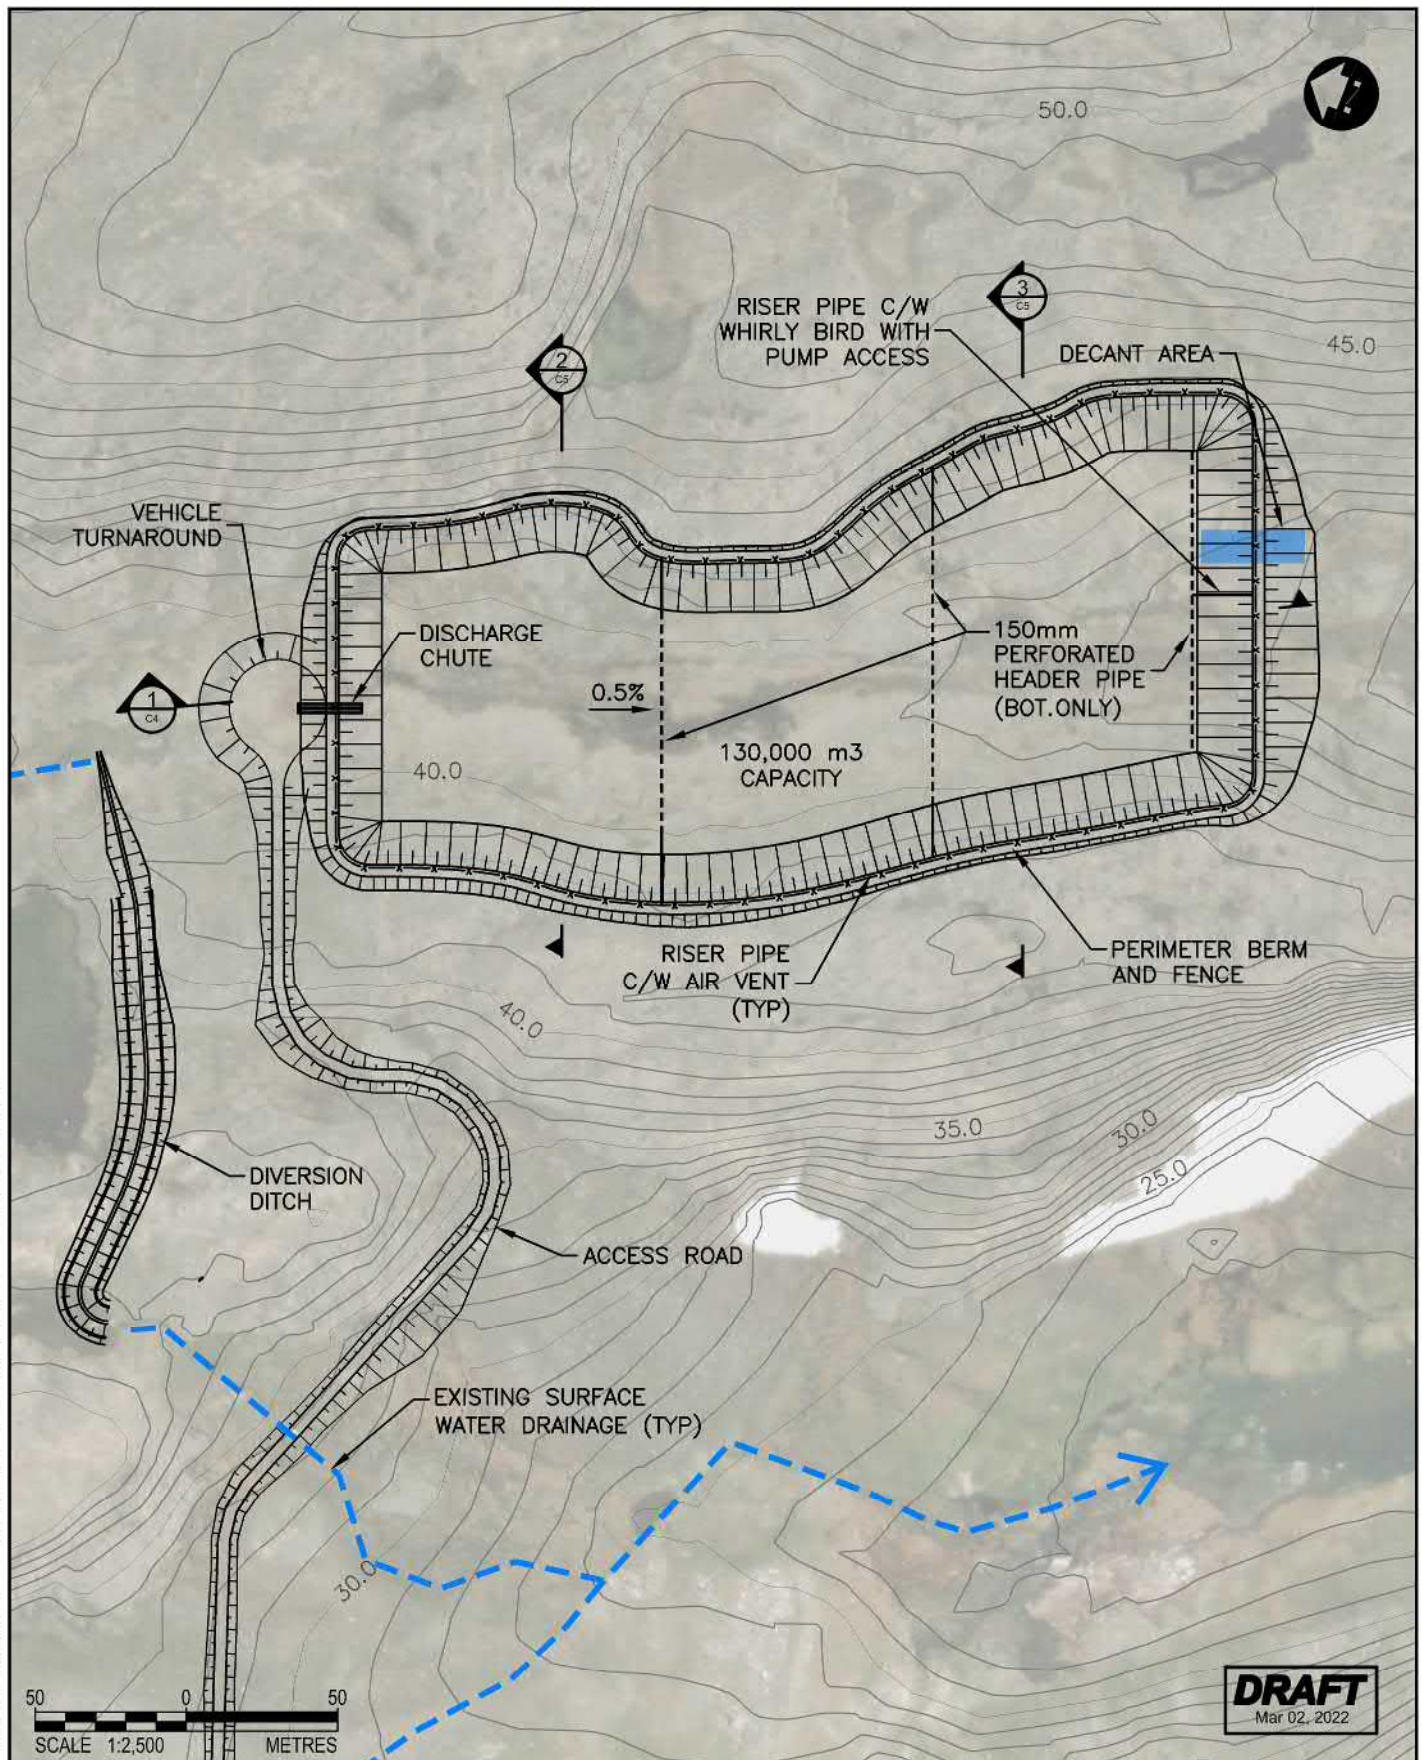 50.0
3
C5
RISER PIPE C/W
WHIRLY BIRD WITH
PUMP ACCESS
DECANT AREA
45.0
2
C5
VEHICLE
TURNAROUND
DISCHARGE
CHUTE
150mm
PERFORATED
HEADER PIPE
(BOT.ONLY)
0.5%
1
C4
130,000 m3
CAPACITY
40.0
RISER PIPE
C/W AIR VENT
(TYP)
PERIMETER BERM
AND FENCE
40.0
35.0
30.0
25.0
DIVERSION
DITCH
ACCESS ROAD
EXISTING SURFACE
WATER DRAINAGE (TYP)
30.0
50 0 50
SCALE 1:2,500 METRES
DRAFT
Mar 02, 2022